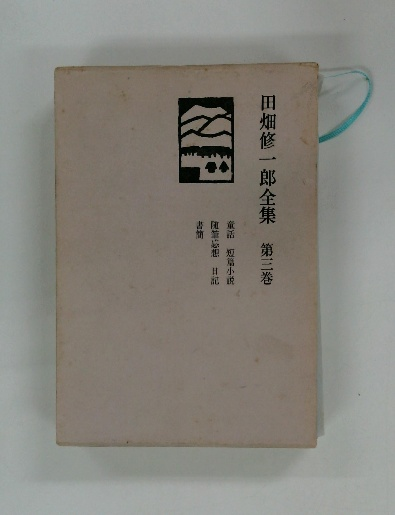 田畑修一郎全集 第三巻
童話 短篇小説
随筆感想 日記
書簡